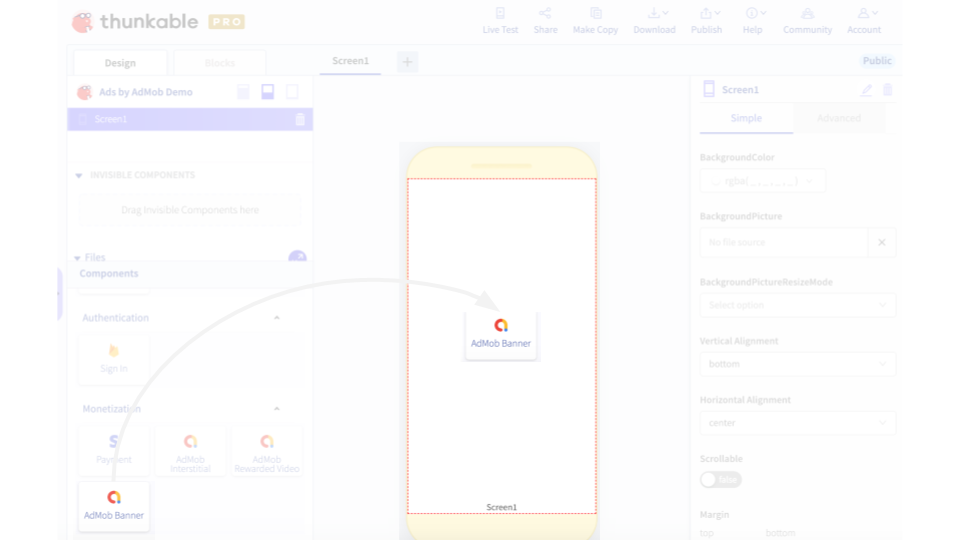 thunkable PRO
Live Test
Share
Make Copy
Download
Publish
Help
Community
Account
Design
Blocks
Screen1
+
Public
Ads by AdMob Demo
Screen1
INVISIBLE COMPONENTS
Drag Invisible Components here
Files
Components
Authentication
Sign In
Monetization
Payment
AdMob
Interstitial
AdMob
Rewarded Video
AdMob Banner
AdMob Banner
Screen1
Screen1
Simple
Advanced
BackgroundColor
rgba( _ , _ , _ , _ )
BackgroundPicture
No file source
BackgroundPictureResizeMode
Select option
Vertical Alignment
bottom
Horizontal Alignment
center
Scrollable
false
Margin
top
bottom